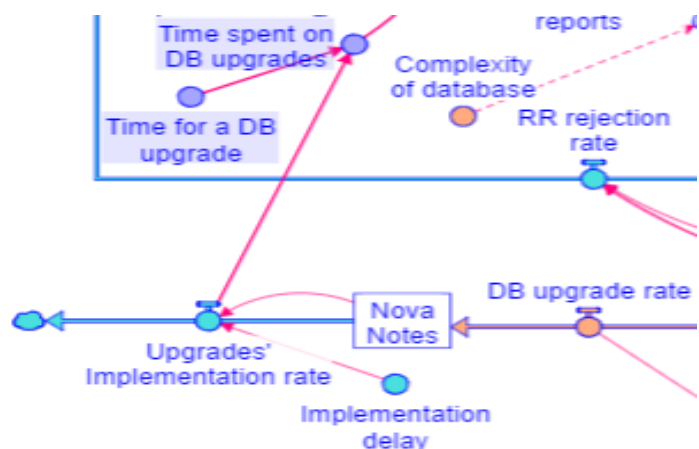 Time spent on
DB upgrades
reports
Complexity
of database
Time for a DB
upgrade
RR rejection
rate
DB upgrade rate
Nova
Notes
Upgrades'
Implementation rate
Implementation
delay